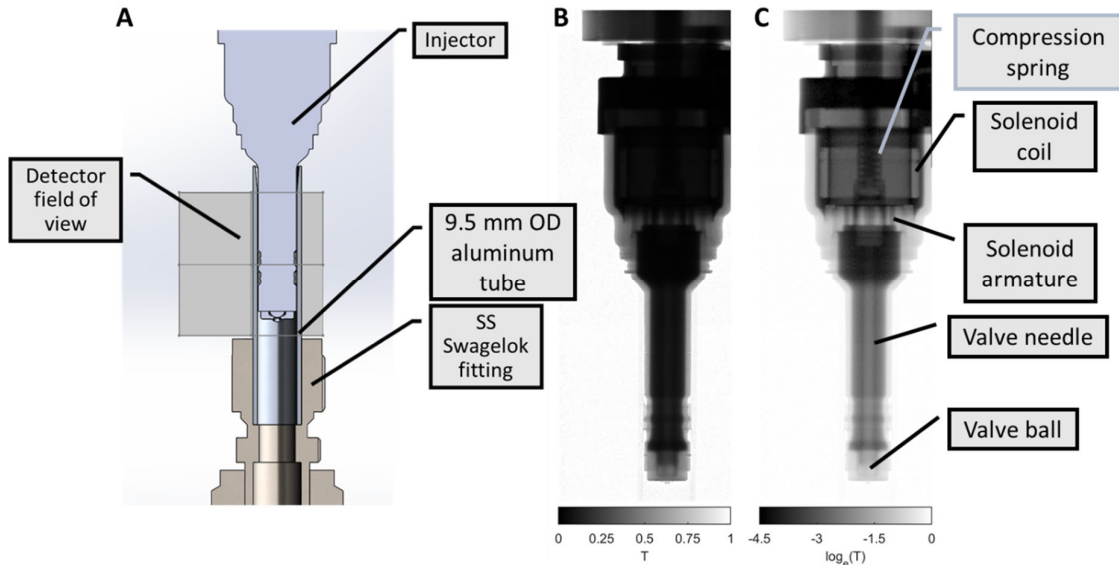 A
Injector
Detector
field of
view
9.5 mm OD
aluminum
tube
SS
Swagelok
fitting
B
0 0.25 0.5 0.75 1
T
C
Compression
spring
Solenoid
coil
Solenoid
armature
Valve needle
Valve ball
-4.5 -3 -1.5 0
logₑ(T)